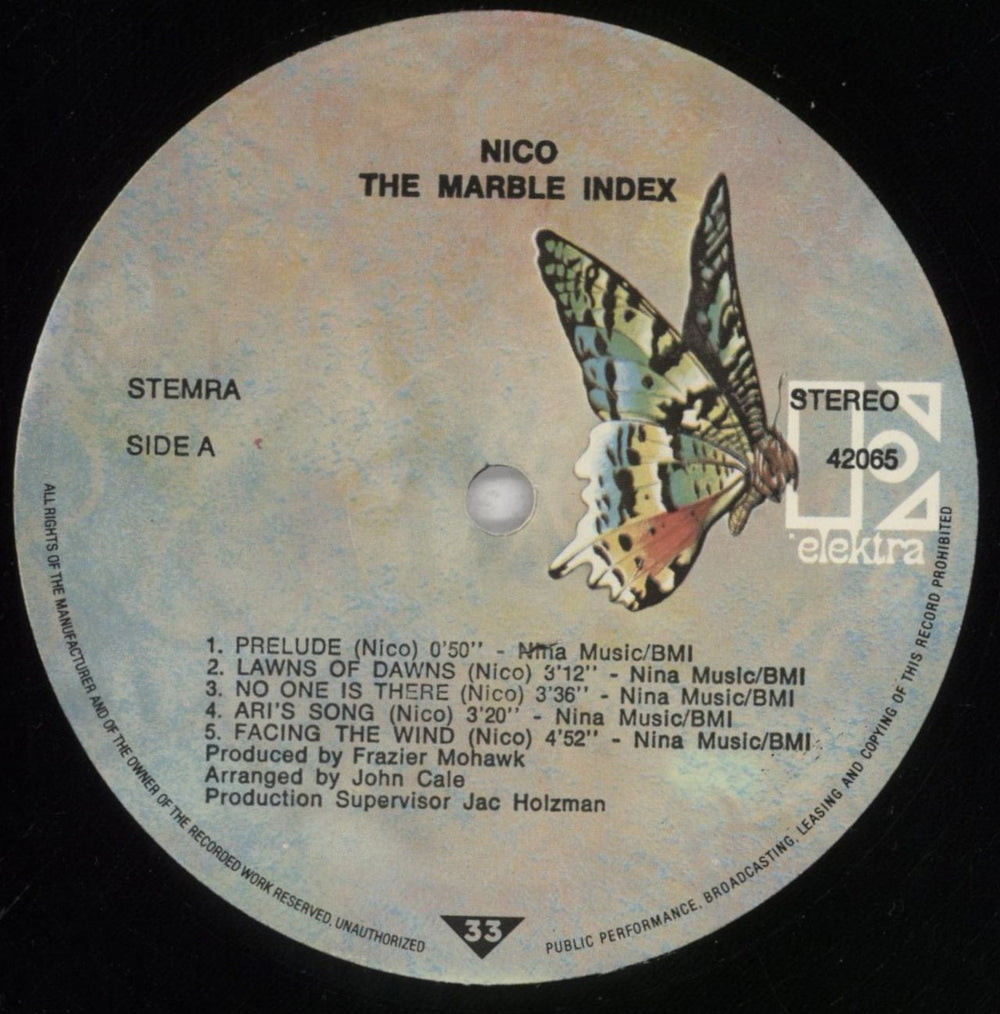 NICO
THE MARBLE INDEX
STEMRA
STEREO
SIDE A
42065
elektra
1. PRELUDE (Nico) 0'50'' - Nina Music/BMI
2. LAWNS OF DAWNS (Nico) 3'12'' - Nina Music/BMI
3. NO ONE IS THERE (Nico) 3'36'' - Nina Music/BMI
4. ARI'S SONG (Nico) 3'20'' - Nina Music/BMI
5. FACING THE WIND (Nico) 4'52'' - Nina Music/BMI
Produced by Frazier Mohawk
Arranged by John Cale
Production Supervisor Jac Holzman
33
ALL RIGHTS OF THE MANUFACTURER AND OF THE OWNER OF THE RECORDED WORK RESERVED. UNAUTHORIZED PUBLIC PERFORMANCE, BROADCASTING, LEASING AND COPYING OF THIS RECORD PROHIBITED